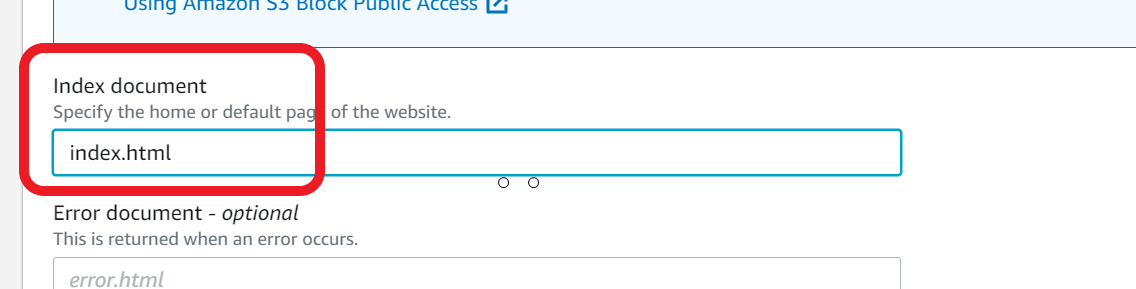 Using Amazon S3 Block Public Access
Index document
Specify the home or default page of the website.
index.html
Error document - optional
This is returned when an error occurs.
error.html